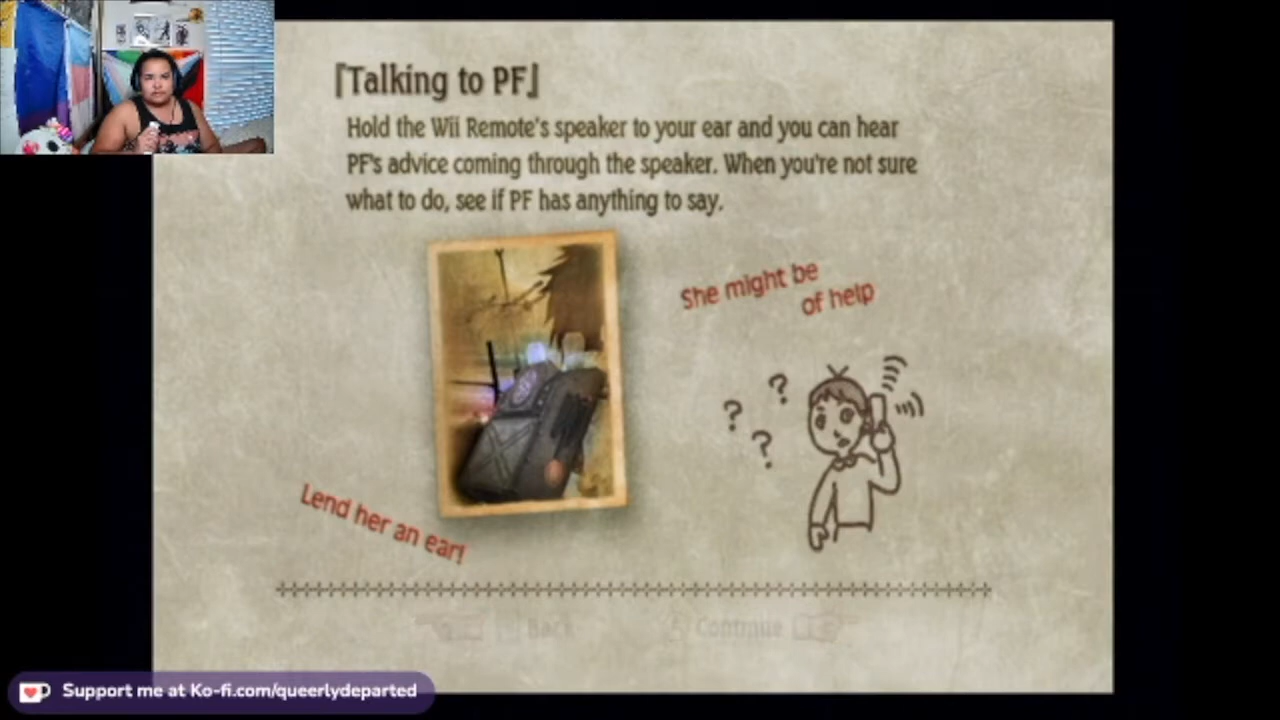 『Talking to PF』
Hold the Wii Remote's speaker to your ear and you can hear
PF's advice coming through the speaker. When you're not sure
what to do, see if PF has anything to say.
She might be
of help
? ? ?
Lend her an ear!
Back
Continue
Support me at Ko-fi.com/queerlydeparted